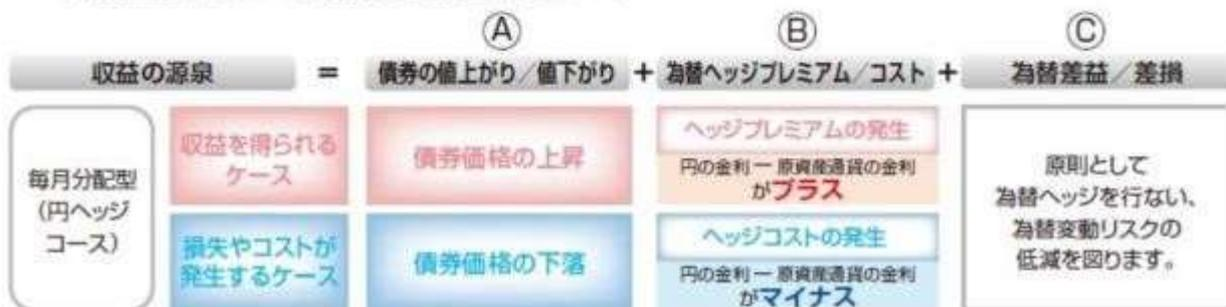 Ⓐ Ⓑ Ⓒ
収益の源泉 = 債券の値上がり／値下がり + 為替ヘッジプレミアム／コスト + 為替差益／差損
毎月分配型
(円ヘッジ
コース)
収益を得られる
ケース
債券価格の上昇
ヘッジプレミアムの発生
円の金利 ー 原資産通貨の金利
がプラス
損失やコストが
発生するケース
債券価格の下落
ヘッジコストの発生
円の金利 ー 原資産通貨の金利
がマイナス
原則として
為替ヘッジを行ない、
為替変動リスクの
低減を図ります。